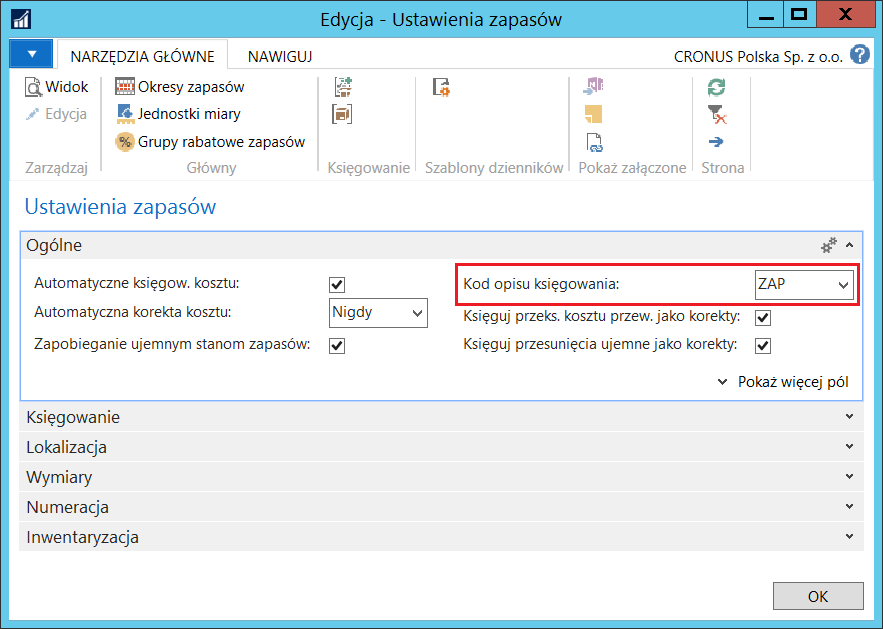 Edycja - Ustawienia zapasów
NARZĘDZIA GŁÓWNE NAWIGUJ CRONUS Polska Sp. z o.o. ?
Widok
Edycja
Zarządzaj
Okresy zapasów
Jednostki miary
% Grupy rabatowe zapasów
Główny
Księgowanie
Szablony dzienników
Pokaż załączone
Strona
Ustawienia zapasów
Ogólne
Automatyczne księgow. kosztu:
Automatyczna korekta kosztu: Nigdy
Zapobieganie ujemnym stanom zapasów:
Kod opisu księgowania: ZAP
Księguj przeks. kosztu przew. jako korekty:
Księguj przesunięcia ujemne jako korekty:
Pokaż więcej pól
Księgowanie
Lokalizacja
Wymiary
Numeracja
Inwentaryzacja
OK